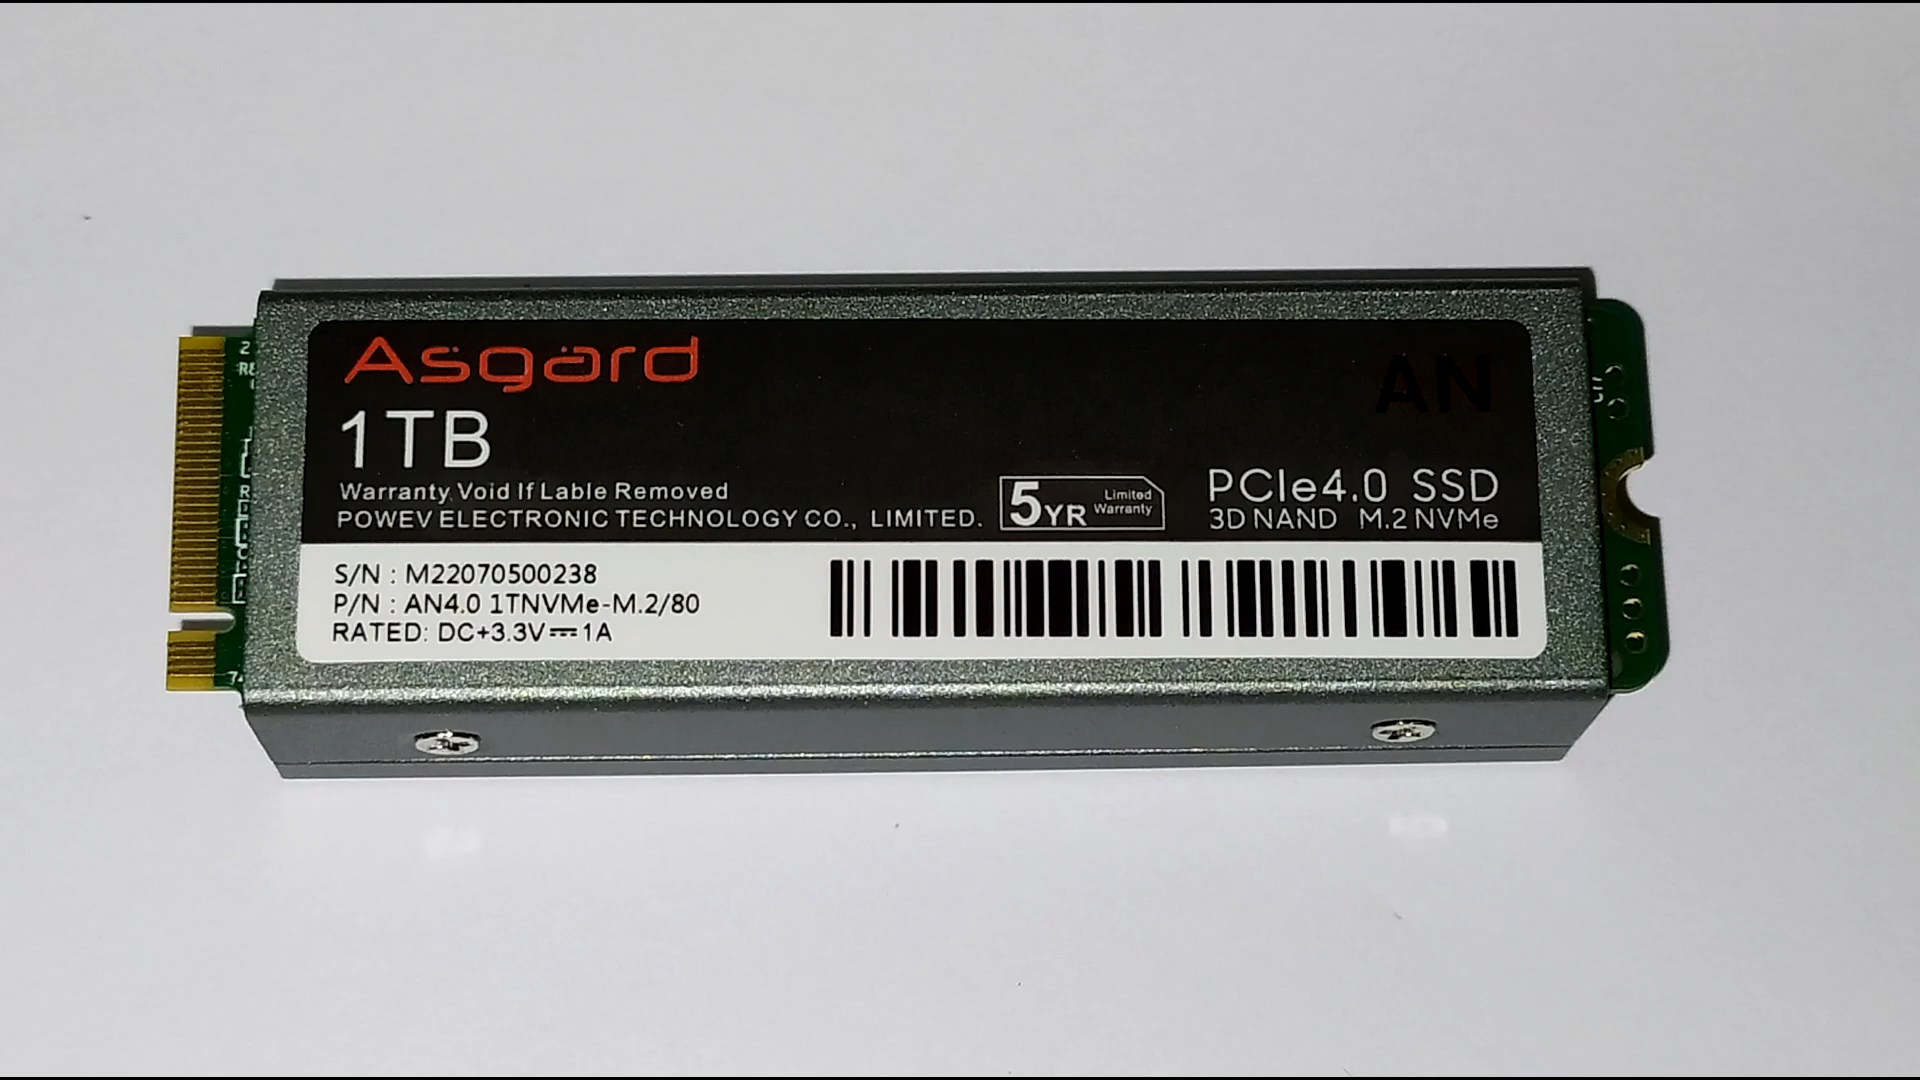 Asgard
AN
1TB
Warranty Void If Lable Removed
POWEV ELECTRONIC TECHNOLOGY CO., LIMITED.
5YR Limited Warranty
PCIe4.0 SSD
3D NAND M.2 NVMe
S/N : M22070500238
P/N : AN4.0 1TNVMe-M.2/80
RATED: DC+3.3V⎓1A